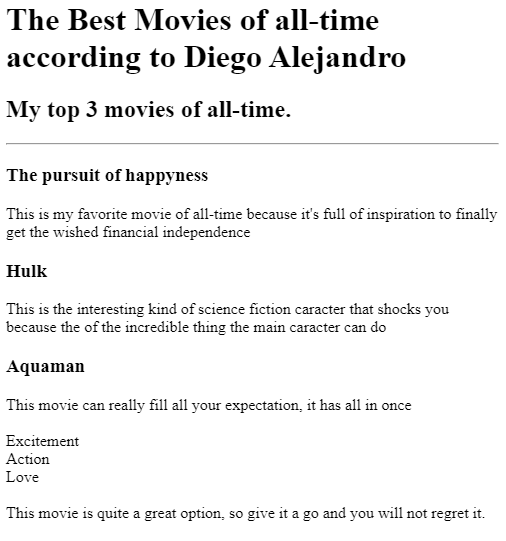 The Best Movies of all-time
according to Diego Alejandro
My top 3 movies of all-time.
The pursuit of happyness
This is my favorite movie of all-time because it's full of inspiration to finally
get the wished financial independence
Hulk
This is the interesting kind of science fiction caracter that shocks you
because the of the incredible thing the main caracter can do
Aquaman
This movie can really fill all your expectation, it has all in once
Excitement
Action
Love
This movie is quite a great option, so give it a go and you will not regret it.